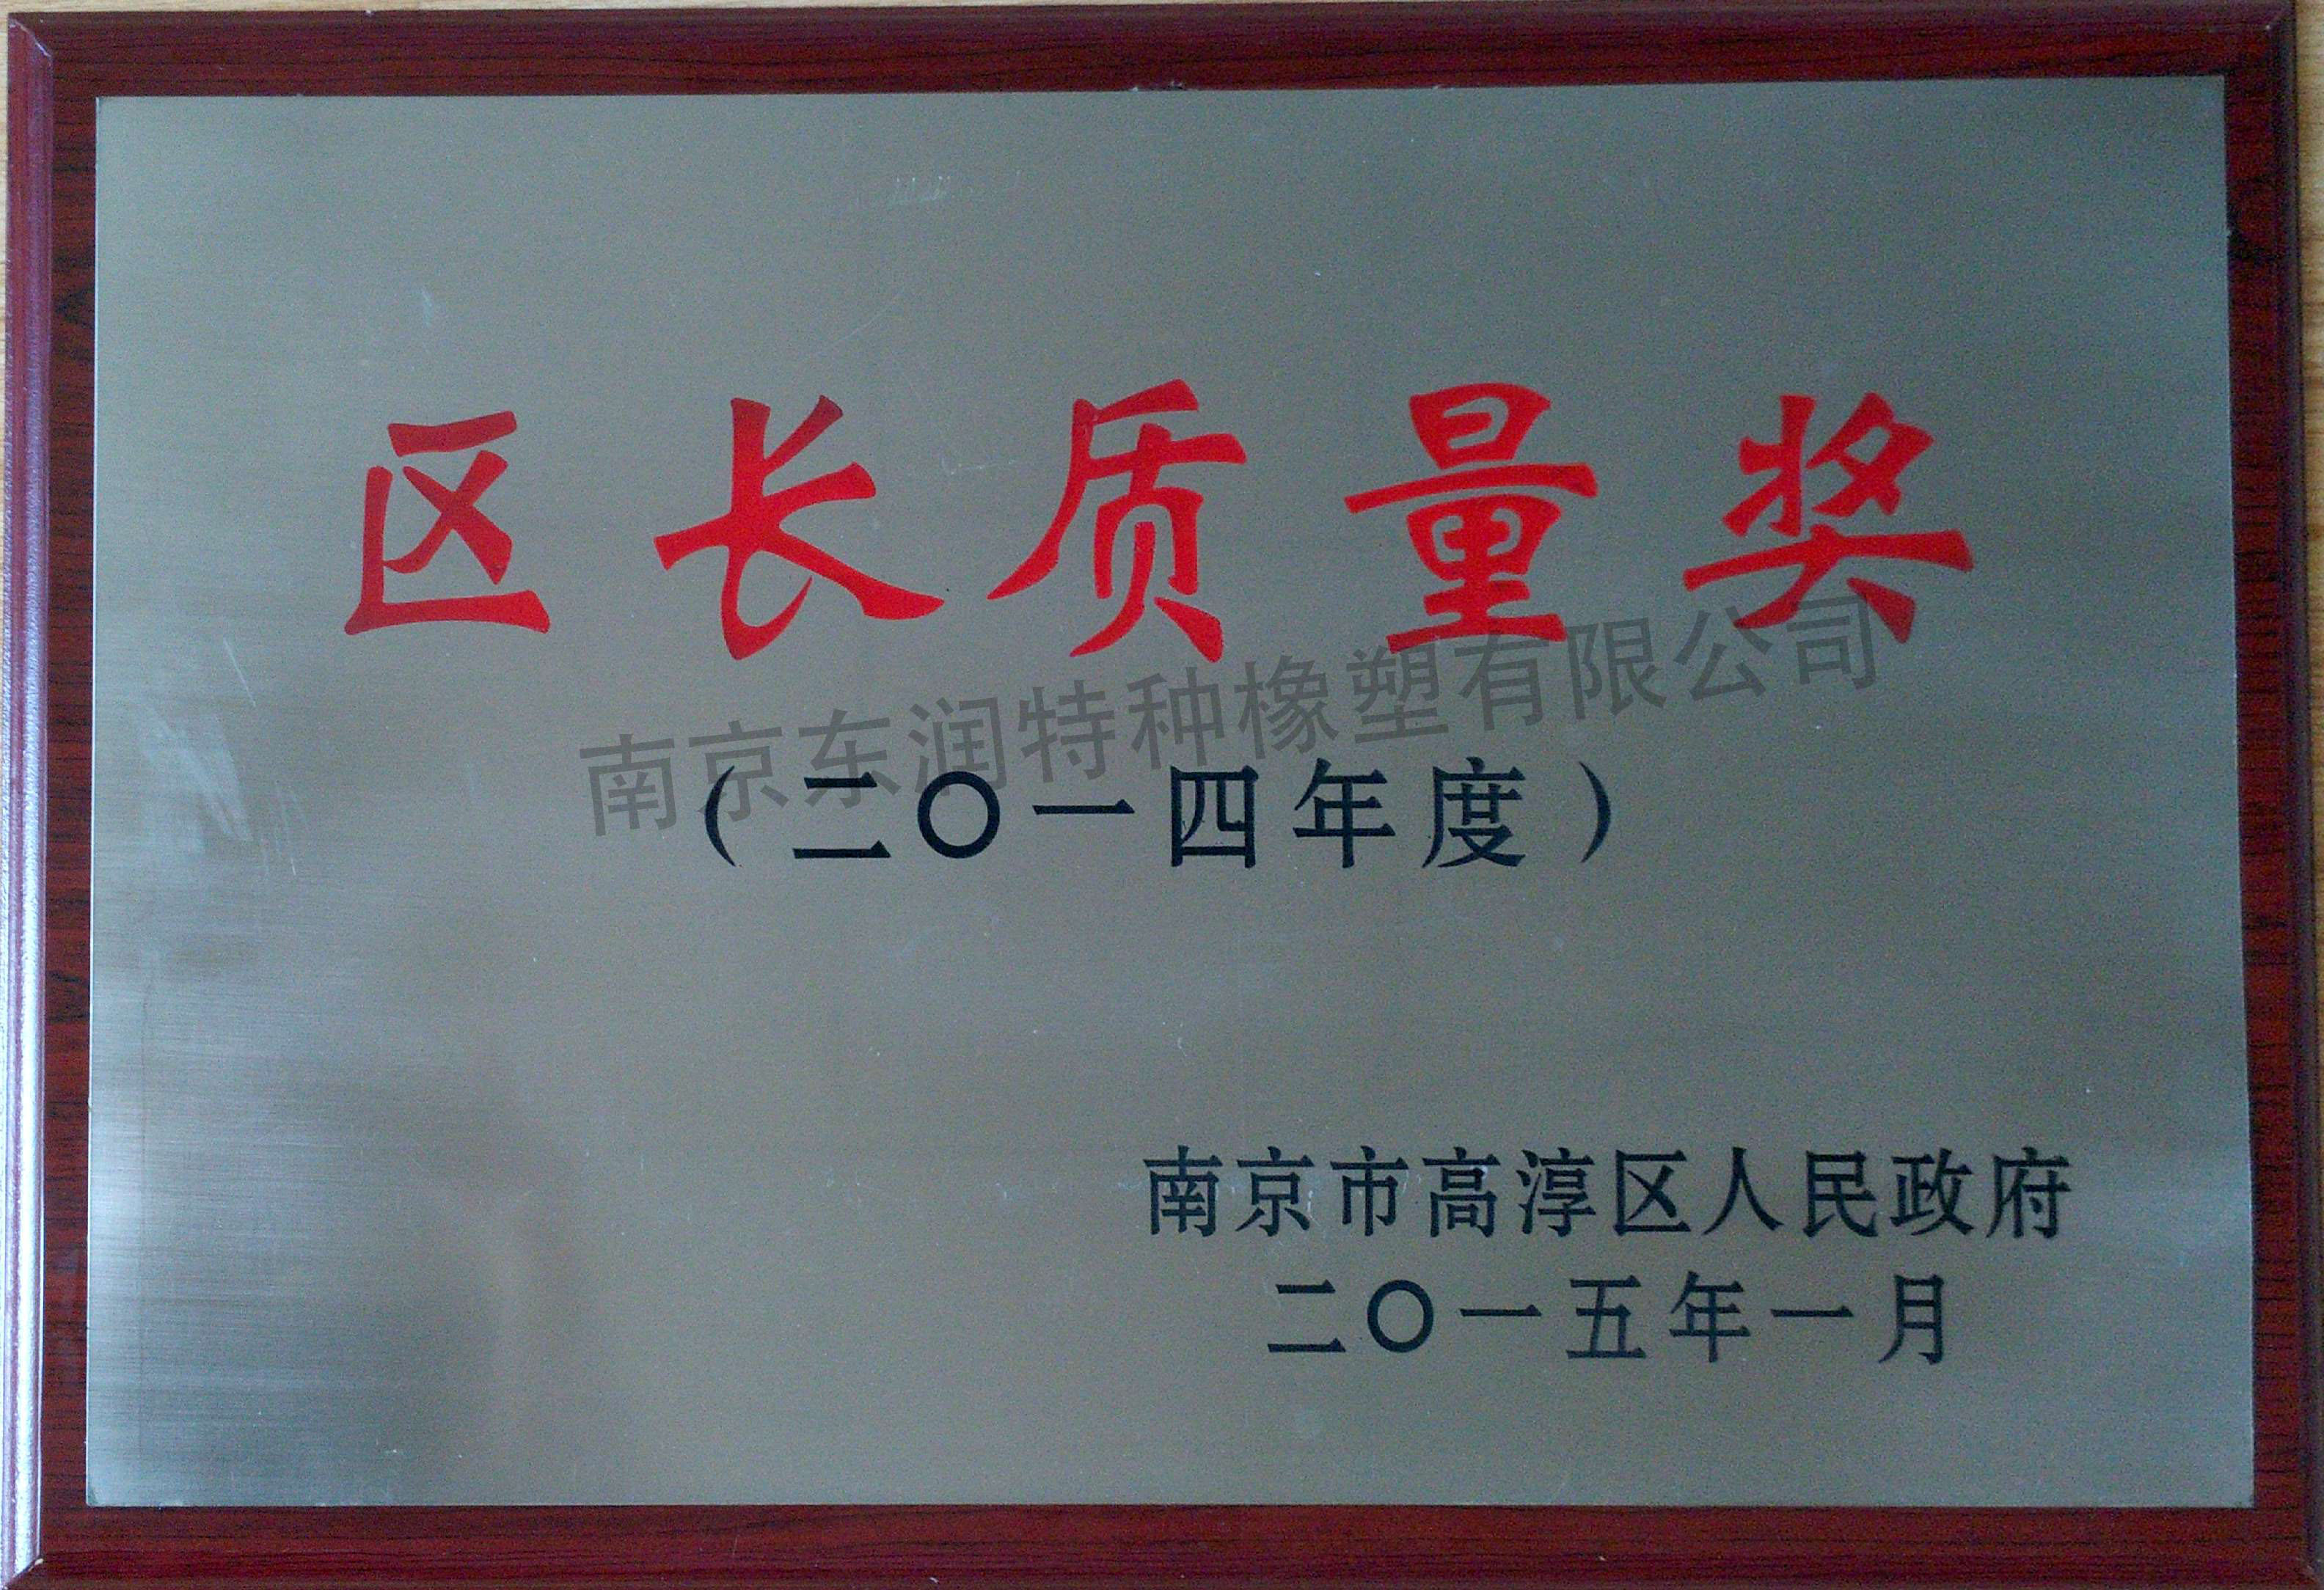 区长质量奖
南京东润特种橡塑有限公司
（二〇一四年度）
南京市高淳区人民政府
二〇一五年一月